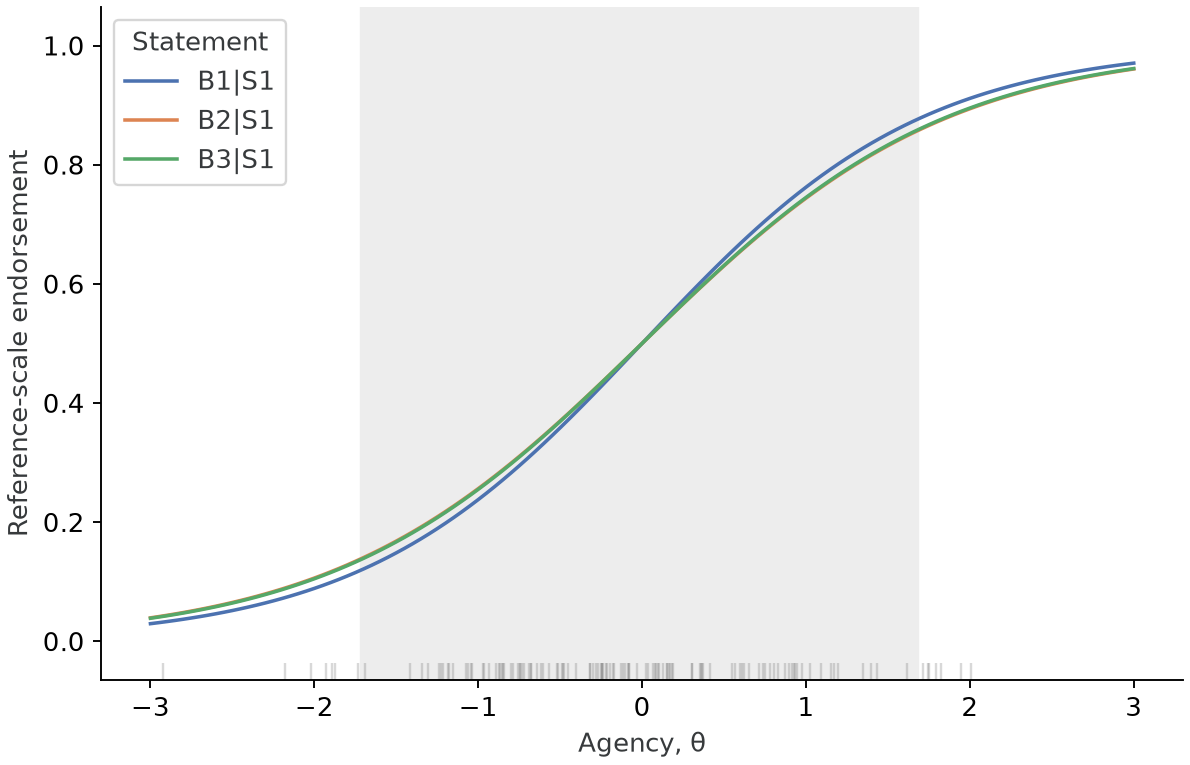 Statement
B1|S1
B2|S1
B3|S1
Reference-scale endorsement
1.0
0.8
0.6
0.4
0.2
0.0
−3 −2 −1 0 1 2 3
Agency, θ